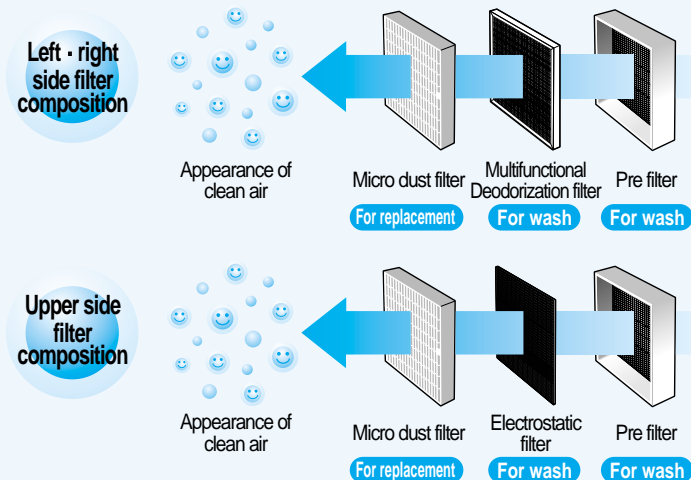 Left · right
side filter
composition
Appearance of
clean air
Micro dust filter
For replacement
Multifunctional
Deodorization filter
For wash
Pre filter
For wash
Upper side
filter
composition
Appearance of
clean air
Micro dust filter
For replacement
Electrostatic
filter
For wash
Pre filter
For wash